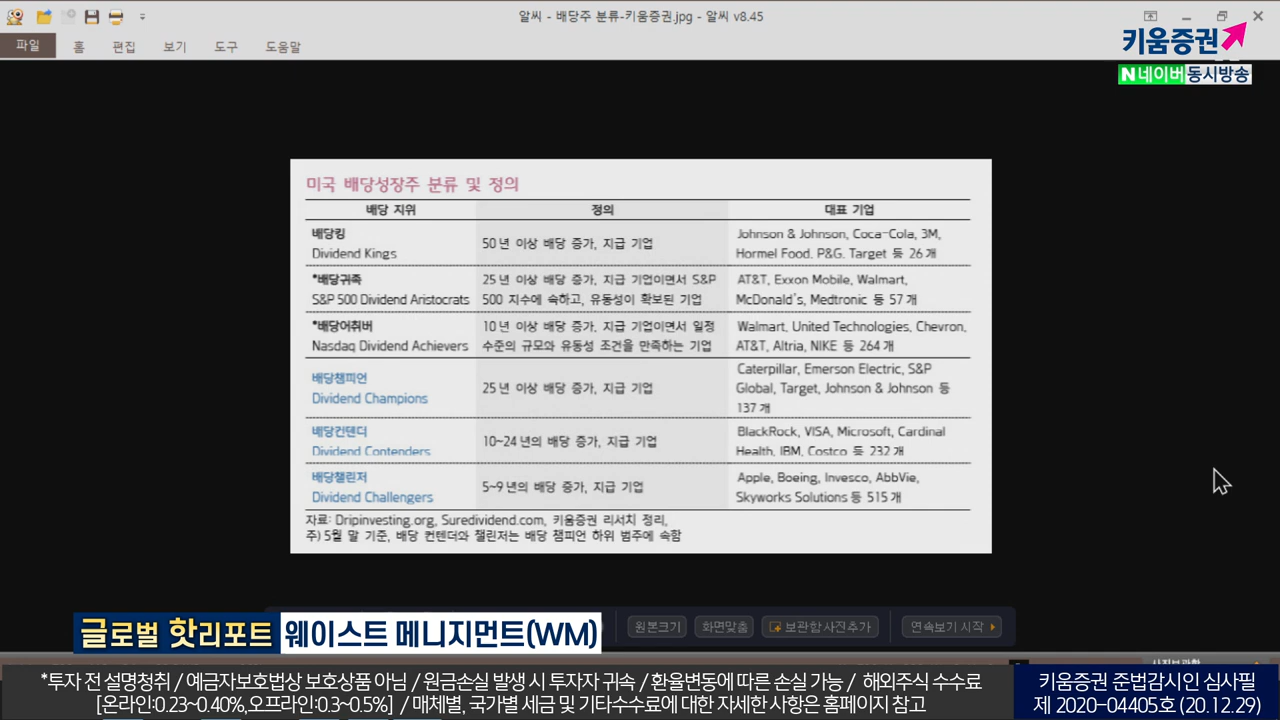 알씨 - 배당주 분류-키움증권.jpg - 알씨 v8.45
파일 홈 편집 보기 도구 도움말
키움증권
N네이버동시방송
미국 배당성장주 분류 및 정의
배당 지위 정의 대표 기업
배당킹
Dividend Kings
50년 이상 배당 증가, 지급 기업
Johnson & Johnson, Coca-Cola, 3M,
Hormel Food, P&G, Target 등 26개
*배당귀족
S&P 500 Dividend Aristocrats
25년 이상 배당 증가, 지급 기업이면서 S&P
500 지수에 속하고, 유동성이 확보된 기업
AT&T, Exxon Mobile, Walmart,
McDonald's, Medtronic 등 57개
*배당어취버
Nasdaq Dividend Achievers
10년 이상 배당 증가, 지급 기업이면서 일정
수준의 규모와 유동성 조건을 만족하는 기업
Walmart, United Technologies, Chevron,
AT&T, Altria, NIKE 등 264개
배당챔피언
Dividend Champions
25년 이상 배당 증가, 지급 기업
Caterpillar, Emerson Electric, S&P
Global, Target, Johnson & Johnson 등
137개
배당컨텐더
Dividend Contenders
10~24년의 배당 증가, 지급 기업
BlackRock, VISA, Microsoft, Cardinal
Health, IBM, Costco 등 232개
배당챌린저
Dividend Challengers
5~9년의 배당 증가, 지급 기업
Apple, Boeing, Invesco, AbbVie,
Skyworks Solutions 등 515개
자료: Dripinvesting.org, Suredividend.com, 키움증권 리서치 정리,
주) 5월 말 기준, 배당 컨텐더와 챌린저는 배당 챔피언 하위 범주에 속함
원본크기 화면맞춤 보관함 사진추가 연속보기 시작
글로벌 핫리포트 웨이스트 메니지먼트(WM)
*투자 전 설명청취 / 예금자보호법상 보호상품 아님 / 원금손실 발생 시 투자자 귀속 / 환율변동에 따른 손실 가능 / 해외주식 수수료
[온라인:0.23~0.40%,오프라인:0.3~0.5%] / 매체별, 국가별 세금 및 기타수수료에 대한 자세한 사항은 홈페이지 참고
키움증권 준법감시인 심사필
제 2020-04405호 (20.12.29)